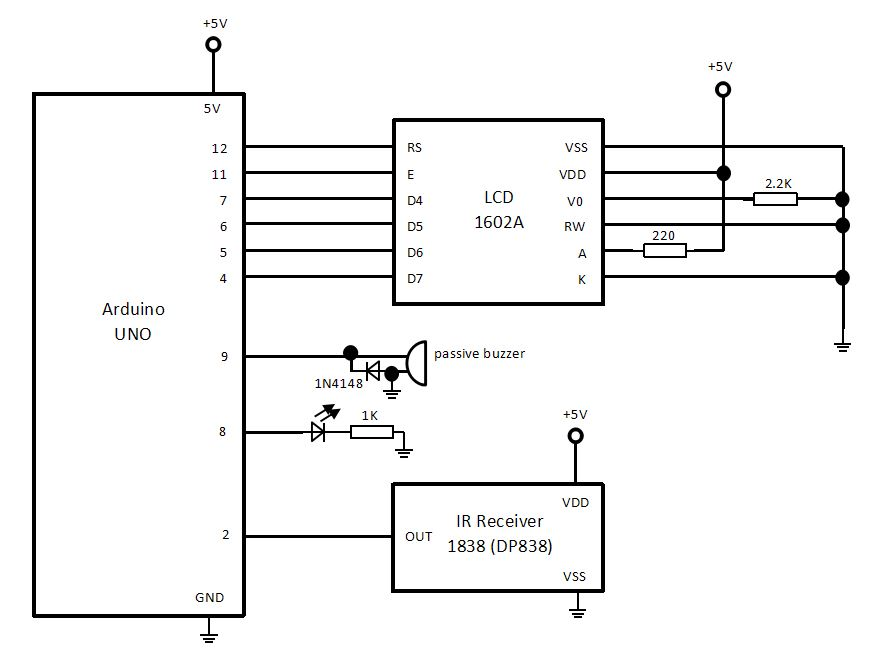 +5V
5V
12
11
7
6
5
4
Arduino
UNO
9
8
2
GND
RS
E
D4
D5
D6
D7
LCD
1602A
VSS
VDD
V0
RW
A
K
+5V
2.2K
220
passive buzzer
1N4148
1K
+5V
VDD
IR Receiver
1838 (DP838)
OUT
VSS